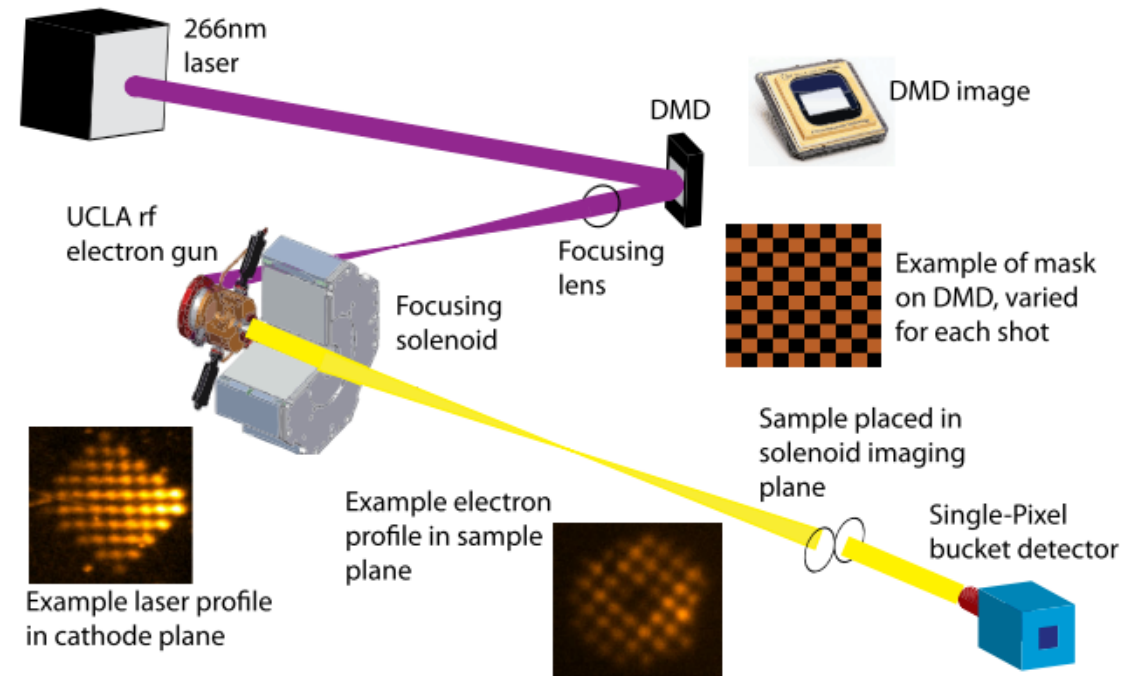 266nm
laser
DMD
DMD image
UCLA rf
electron gun
Focusing
lens
Focusing
solenoid
Example of mask
on DMD, varied
for each shot
Sample placed in
solenoid imaging
plane
Example electron
profile in sample
plane
Single-Pixel
bucket detector
Example laser profile
in cathode plane